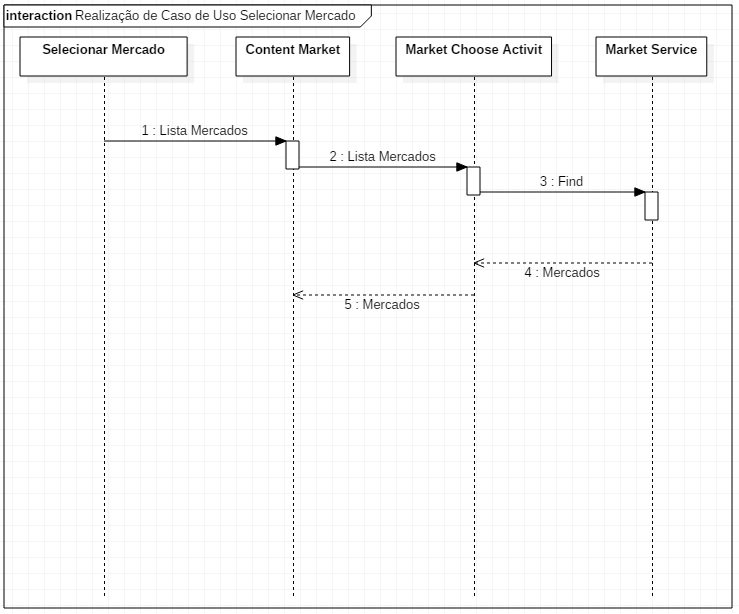 interaction Realização de Caso de Uso Selecionar Mercado
Selecionar Mercado
Content Market
Market Choose Activit
Market Service
1 : Lista Mercados
2 : Lista Mercados
3 : Find
4 : Mercados
5 : Mercados